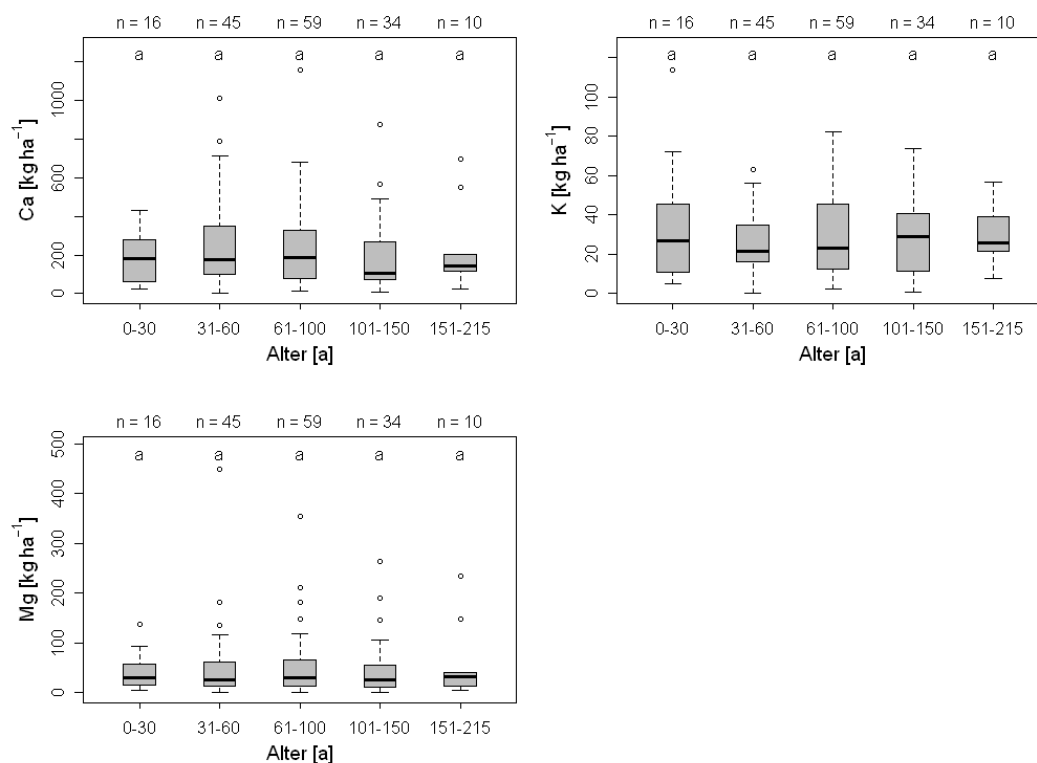 n = 16 n = 45 n = 59 n = 34 n = 10
a a a a a
Ca [kg ha⁻¹]
1000
600
200
0
0-30 31-60 61-100 101-150 151-215
Alter [a]
n = 16 n = 45 n = 59 n = 34 n = 10
a a a a a
K [kg ha⁻¹]
100
80
60
40
20
0
0-30 31-60 61-100 101-150 151-215
Alter [a]
n = 16 n = 45 n = 59 n = 34 n = 10
a a a a a
Mg [kg ha⁻¹]
500
400
300
200
100
0
0-30 31-60 61-100 101-150 151-215
Alter [a]